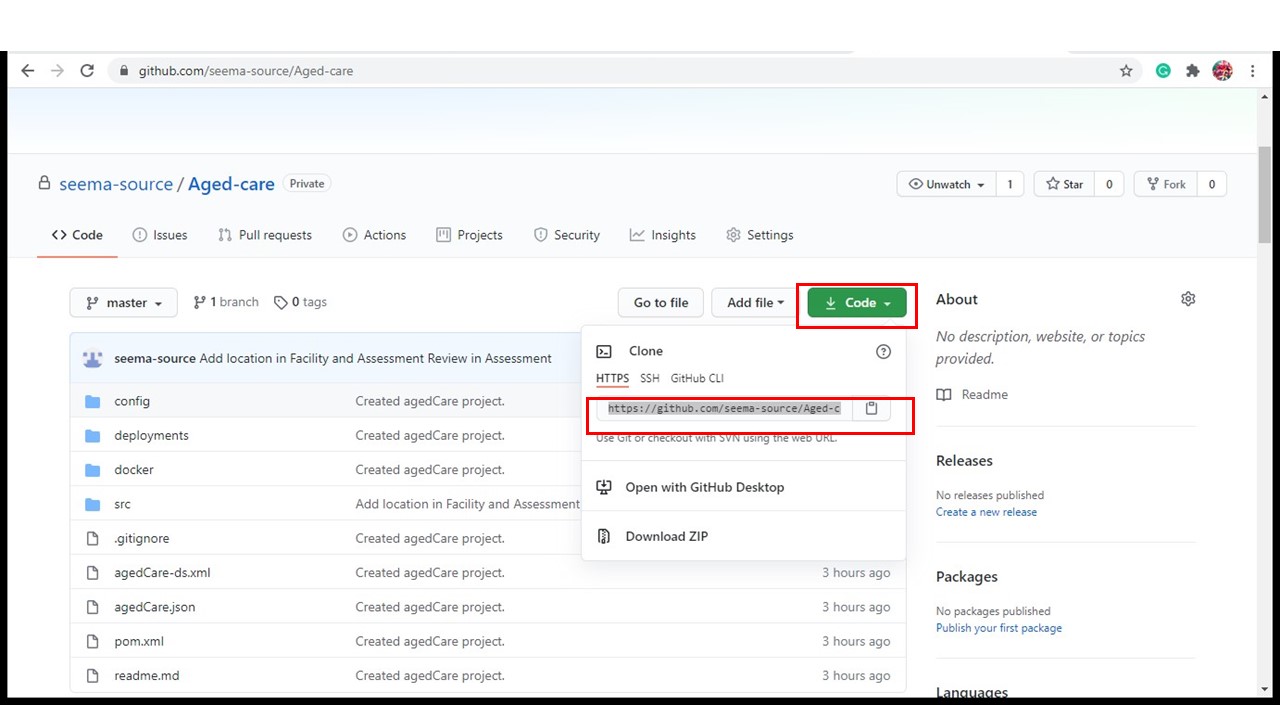 github.com/seema-source/Aged-care
seema-source / Aged-care Private
Unwatch 1 Star 0 Fork 0
Code Issues Pull requests Actions Projects Security Insights Settings
master 1 branch 0 tags Go to file Add file Code
seema-source Add location in Facility and Assessment Review in Assessment
config Created agedCare project.
deployments Created agedCare project.
docker Created agedCare project.
src Add location in Facility and Assessment
.gitignore Created agedCare project.
agedCare-ds.xml Created agedCare project. 3 hours ago
agedCare.json Created agedCare project. 3 hours ago
pom.xml Created agedCare project. 3 hours ago
readme.md Created agedCare project. 3 hours ago
Clone
HTTPS SSH GitHub CLI
https://github.com/seema-source/Aged-c
Use Git or checkout with SVN using the web URL.
Open with GitHub Desktop
Download ZIP
About
No description, website, or topics
provided.
Readme
Releases
No releases published
Create a new release
Packages
No packages published
Publish your first package
Languages